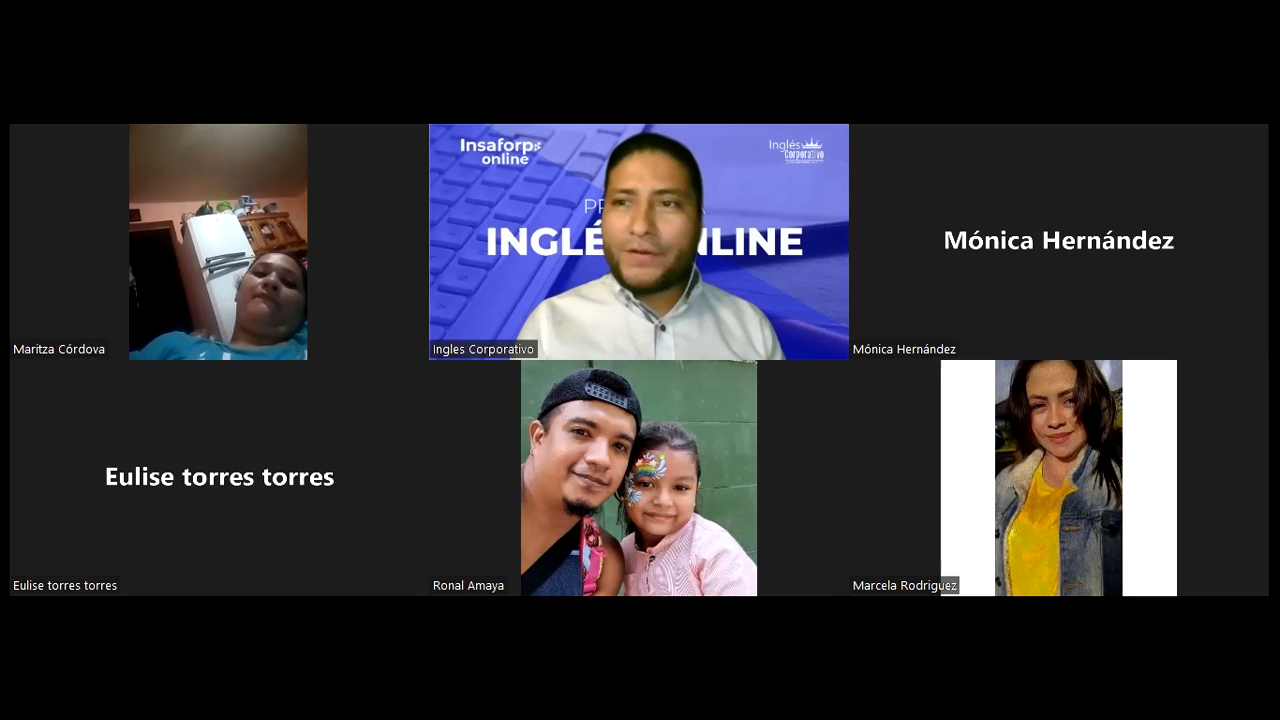 Insaforp
online
Inglés
Corporativo
INGLÉ NLINE
Mónica Hernández
Maritza Córdova
Ingles Corporativo
Mónica Hernández
Eulise torres torres
Eulise torres torres
Ronal Amaya
Marcela Rodriguez